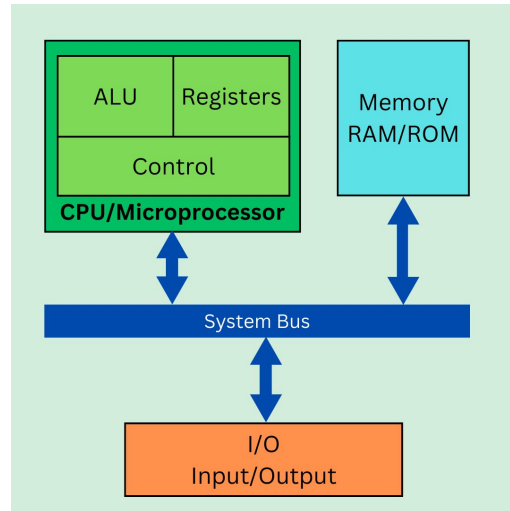 ALU
Registers
Control
CPU/Microprocessor
Memory
RAM/ROM
System Bus
I/O
Input/Output